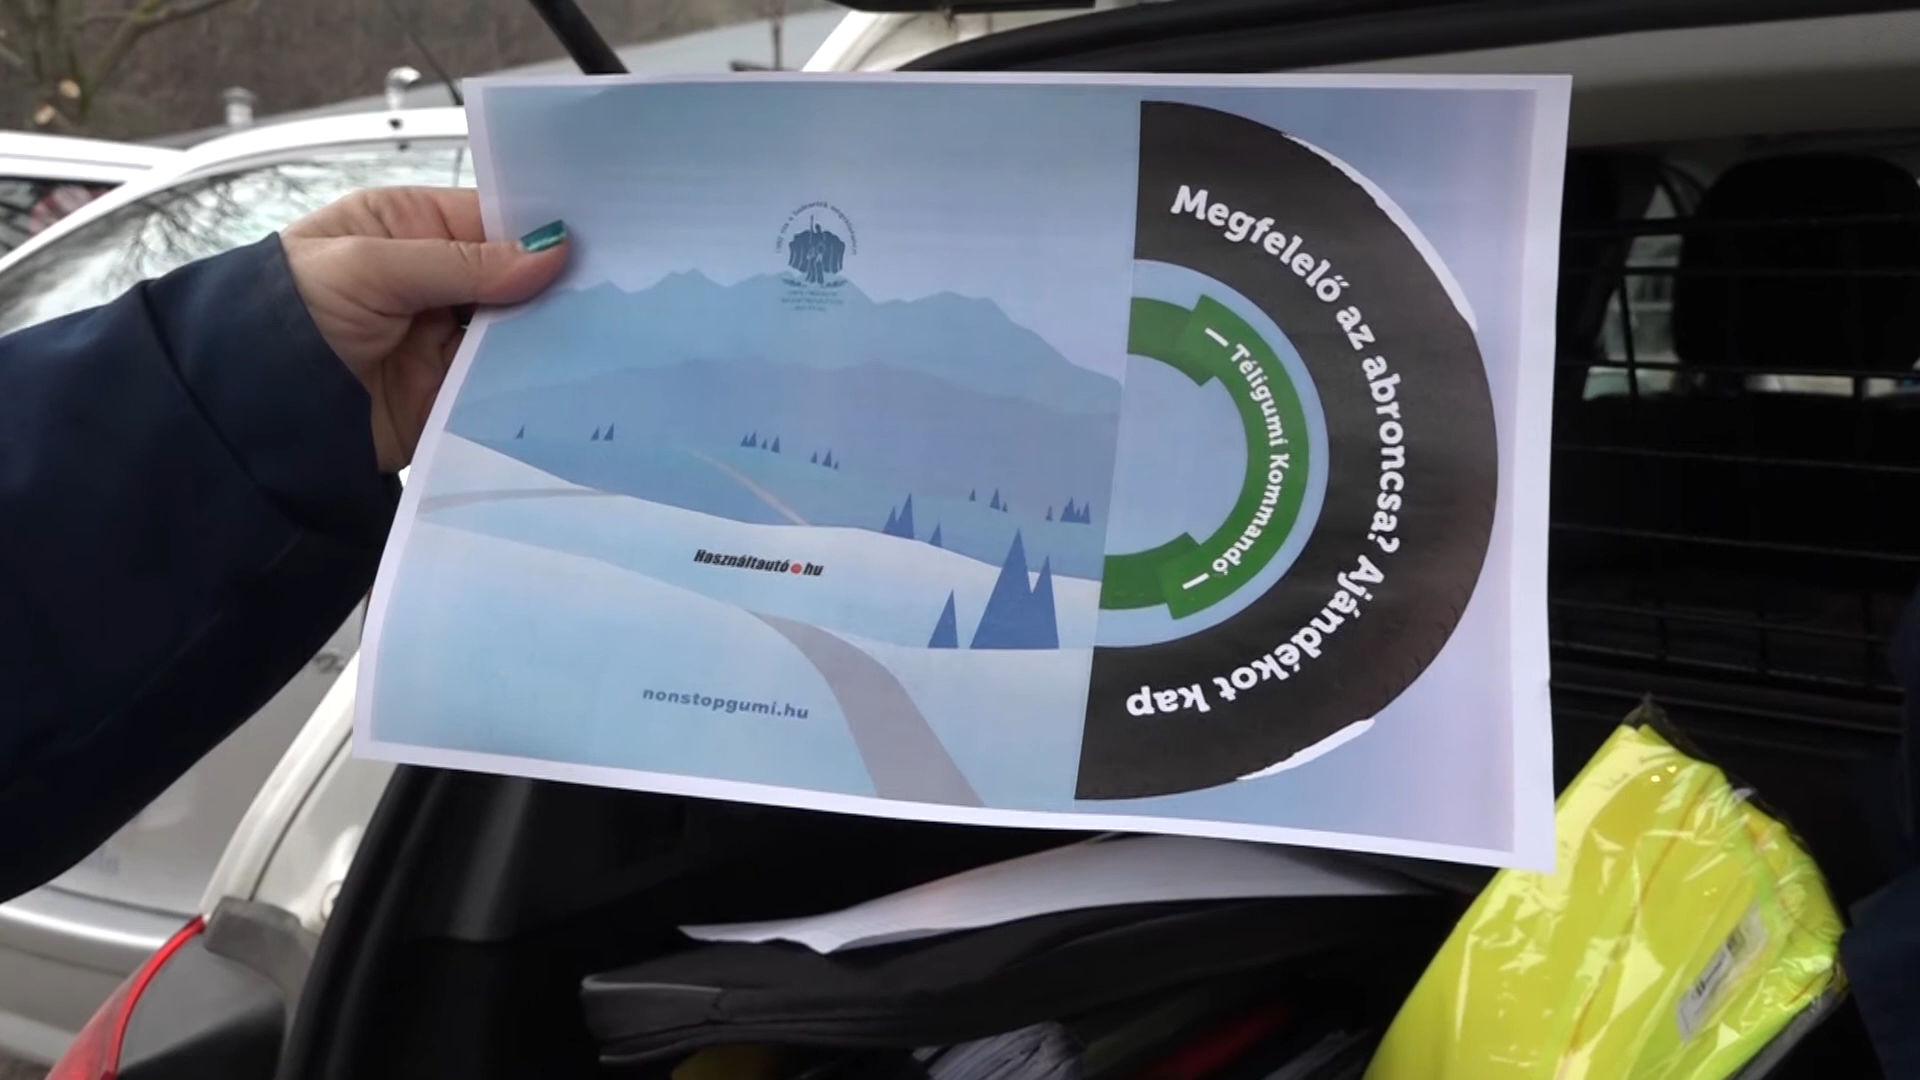 Megfelelő az abroncsa? Ajándékot kap
— Téligumi Kommandó —
Használtautó.hu
nonstopgumi.hu